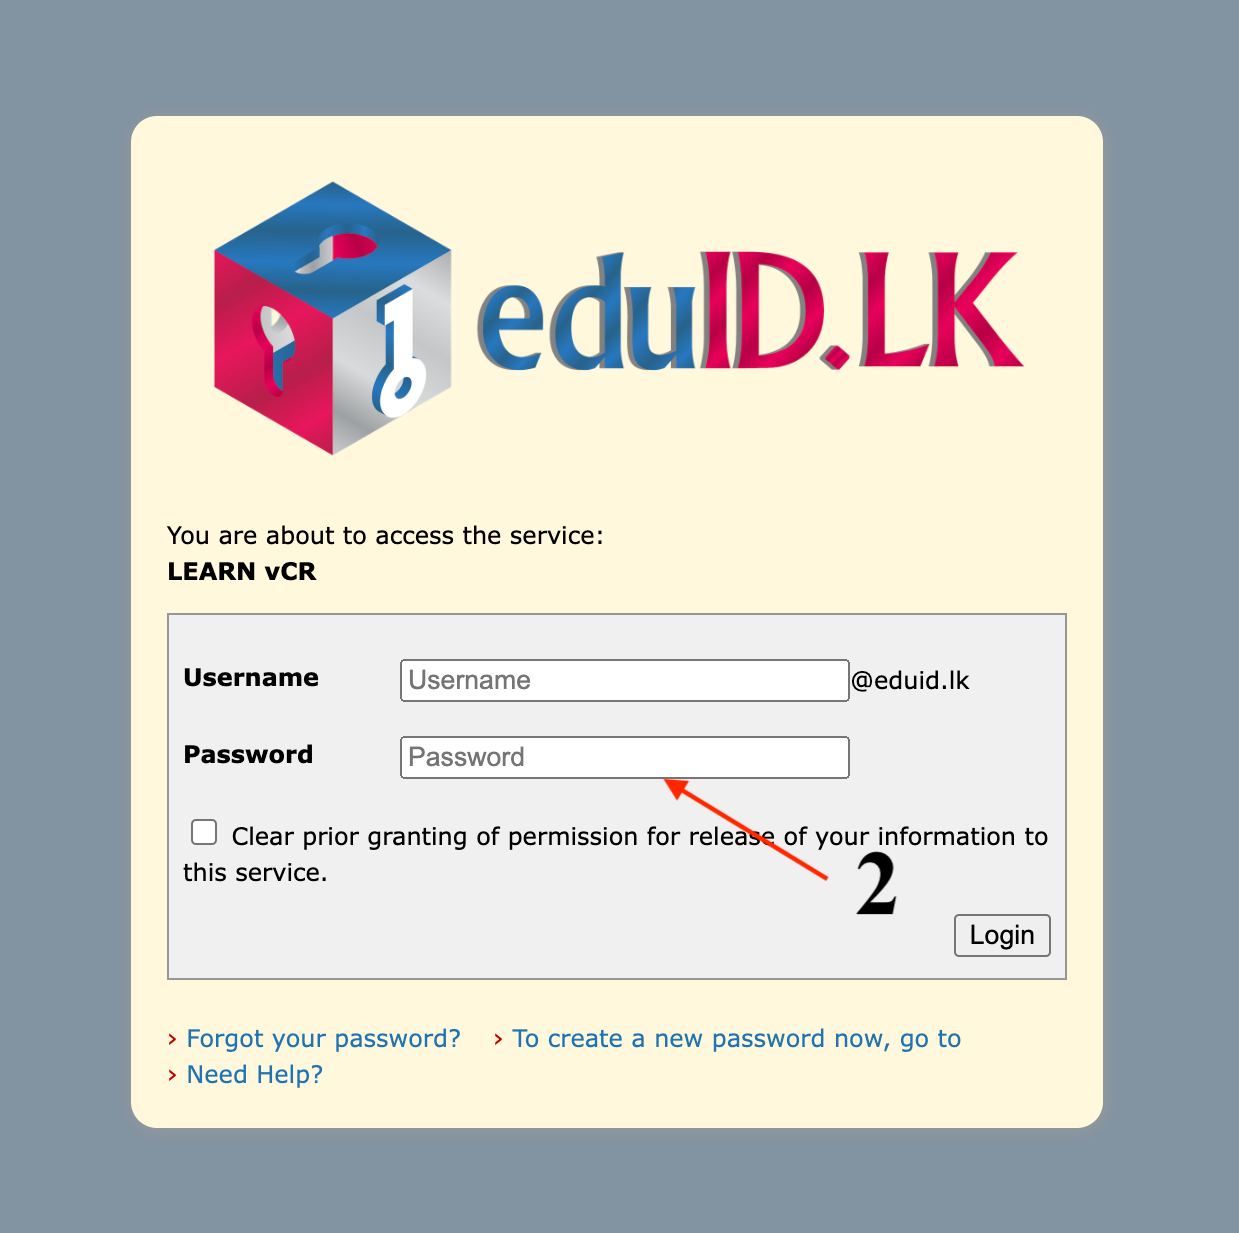 eduID.LK
You are about to access the service:
LEARN vCR
Username Username @eduid.lk
Password Password
Clear prior granting of permission for release of your information to
this service.
2
Login
› Forgot your password? › To create a new password now, go to
› Need Help?